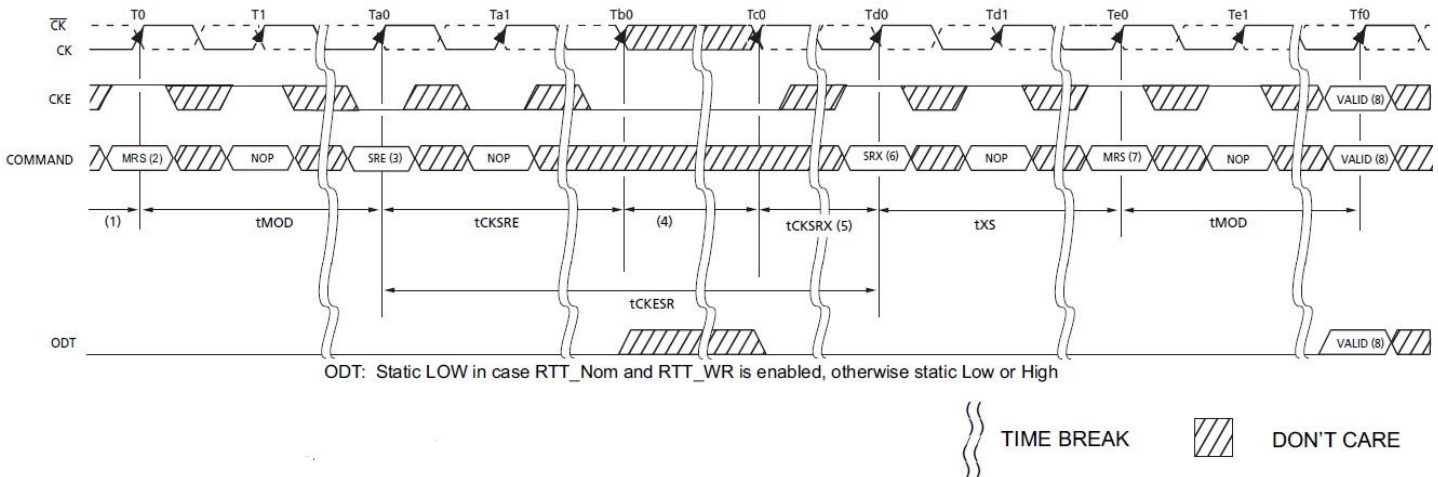 T0 T1 Ta0 Ta1 Tb0 Tc0 Td0 Td1 Te0 Te1 Tf0
CK
CK
CKE VALID (8)
COMMAND MRS (2) NOP SRE (3) NOP SRX (6) NOP MRS (7) NOP VALID (8)
(1) tMOD tCKSRE (4) tCKSRX (5) tXS tMOD
tCKESR
ODT VALID (8)
ODT: Static LOW in case RTT_Nom and RTT_WR is enabled, otherwise static Low or High
TIME BREAK DON'T CARE